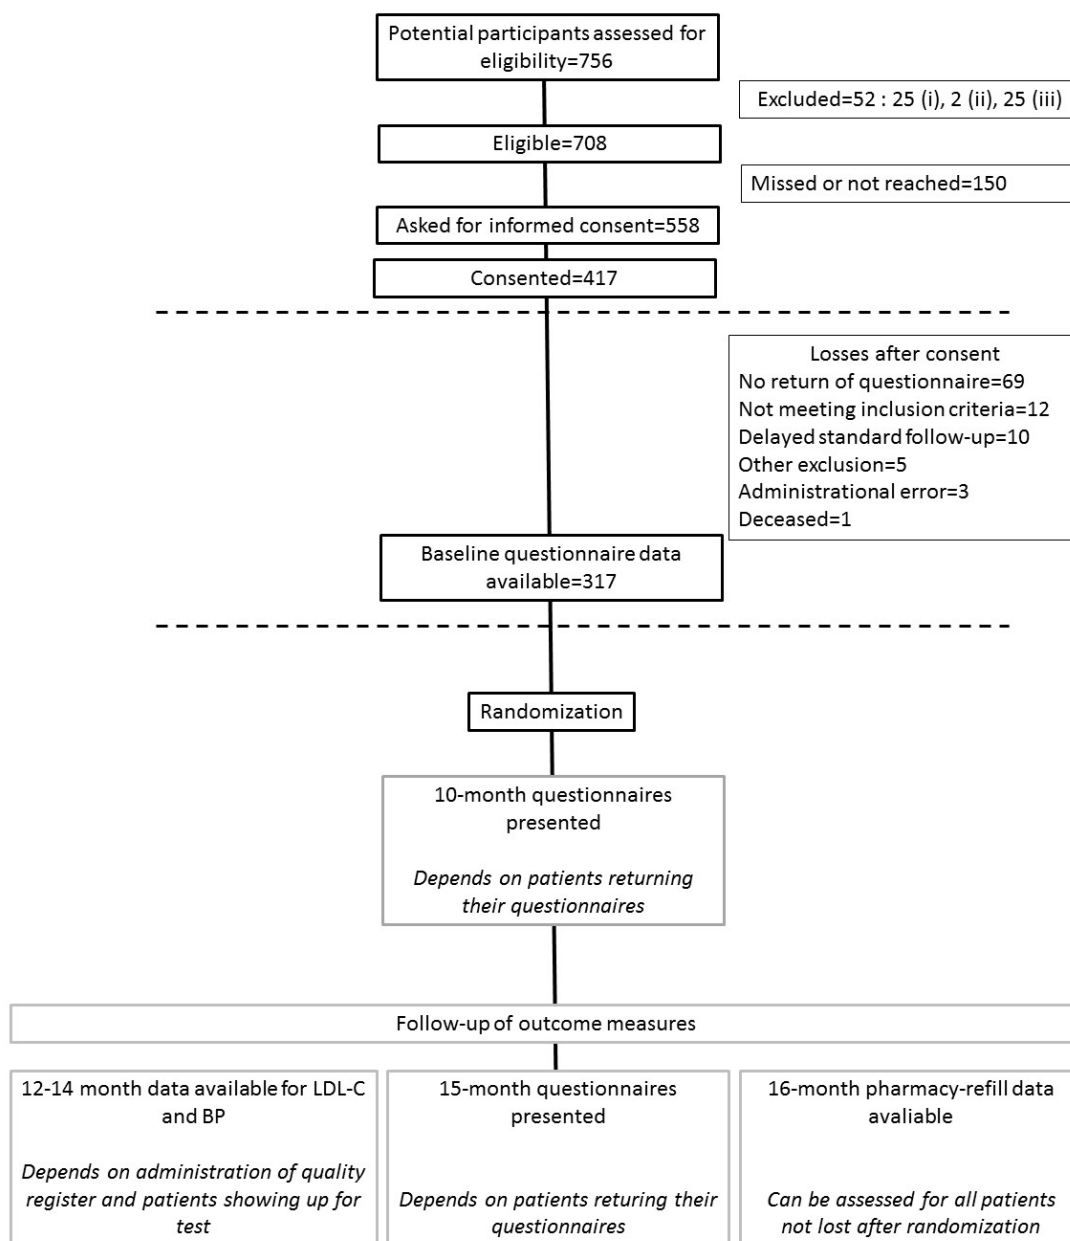 Potential participants assessed for
eligibility=756
Excluded=52 : 25 (i), 2 (ii), 25 (iii)
Eligible=708
Missed or not reached=150
Asked for informed consent=558
Consented=417
Losses after consent
No return of questionnaire=69
Not meeting inclusion criteria=12
Delayed standard follow-up=10
Other exclusion=5
Administrational error=3
Deceased=1
Baseline questionnaire data
available=317
Randomization
10-month questionnaires
presented
Depends on patients returning
their questionnaires
Follow-up of outcome measures
12-14 month data available for LDL-C
and BP
Depends on administration of quality
register and patients showing up for
test
15-month questionnaires
presented
Depends on patients returing their
questionnaires
16-month pharmacy-refill data
avaliable
Can be assessed for all patients
not lost after randomization